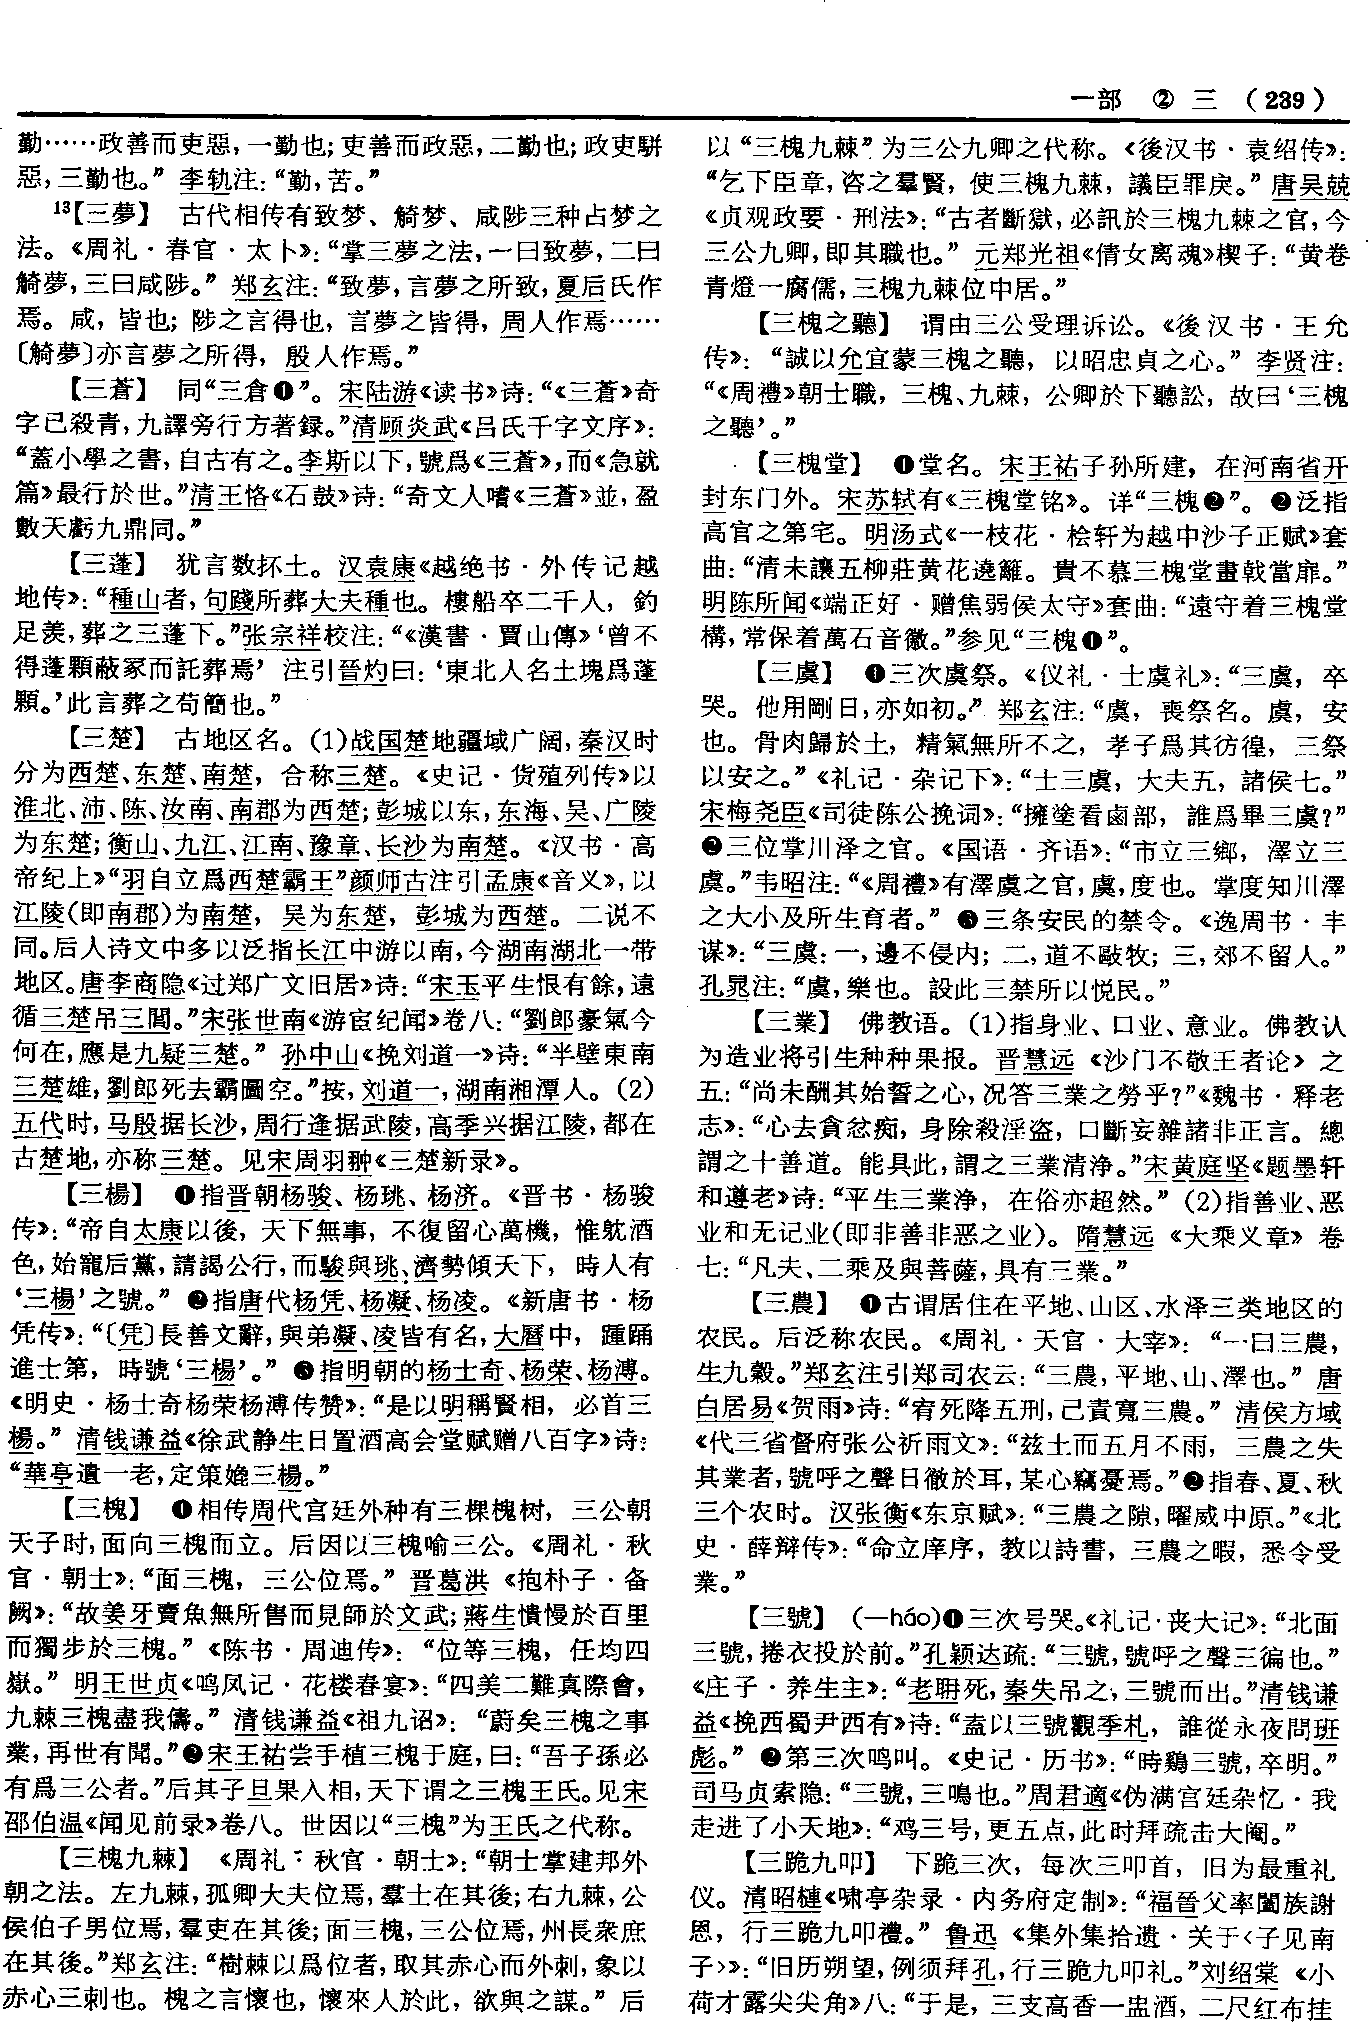 一部 ② 三 （239）
勤……政善而吏惡，一勤也；吏善而政惡，二勤也；政吏駢
惡，三勤也。”李轨注：“勤，苦。”
13【三夢】 古代相传有致梦、觭梦、咸陟三种占梦之
法。《周礼·春官·太卜》：“掌三夢之法，一曰致夢，二曰
觭夢，三曰咸陟。”郑玄注：“致夢，言夢之所致，夏后氏作
焉。咸，皆也；陟之言得也，言夢之皆得，周人作焉……
〔觭夢〕亦言夢之所得，殷人作焉。”
【三蒼】 同“三倉❶”。宋陆游《读书》诗：“《三蒼》奇
字已殺青，九譯旁行方著録。”清顾炎武《吕氏千字文序》：
“蓋小學之書，自古有之。李斯以下，號爲《三蒼》，而《急就
篇》最行於世。”清王恪《石鼓》诗：“奇文人嗜《三蒼》並，盈
數天虧九鼎同。”
【三蓬】 犹言数抔土。汉袁康《越绝书·外传记越
地传》：“種山者，句踐所葬大夫種也。樓船卒二千人，釣
足羨，葬之三蓬下。”张宗祥校注：“《漢書·賈山傳》‘曾不
得蓬顆蔽冢而託葬焉’注引晉灼曰：‘東北人名土塊爲蓬
顆。’此言葬之苟簡也。”
【三楚】 古地区名。(1)战国楚地疆域广阔，秦汉时
分为西楚、东楚、南楚，合称三楚。《史记·货殖列传》以
淮北、沛、陈、汝南、南郡为西楚；彭城以东，东海、吴、广陵
为东楚；衡山、九江、江南、豫章、长沙为南楚。《汉书·高
帝纪上》“羽自立爲西楚霸王”颜师古注引孟康《音义》，以
江陵(即南郡)为南楚，吴为东楚，彭城为西楚。二说不
同。后人诗文中多以泛指长江中游以南，今湖南湖北一带
地区。唐李商隐《过郑广文旧居》诗：“宋玉平生恨有餘，遠
循三楚吊三閭。”宋张世南《游宦纪闻》卷八：“劉郎豪氣今
何在，應是九疑三楚。”孙中山《挽刘道一》诗：“半壁東南
三楚雄，劉郎死去霸圖空。”按，刘道一，湖南湘潭人。(2)
五代时，马殷据长沙，周行逢据武陵，高季兴据江陵，都在
古楚地，亦称三楚。见宋周羽翀《三楚新录》。
【三楊】 ❶指晋朝杨骏、杨珧、杨济。《晋书·杨骏
传》：“帝自太康以後，天下無事，不復留心萬機，惟躭酒
色，始寵后黨，請謁公行，而駿與珧、濟勢傾天下，時人有
‘三楊’之號。”❷指唐代杨凭、杨凝、杨凌。《新唐书·杨
凭传》：“〔凭〕長善文辭，與弟凝、凌皆有名，大曆中，踵踊
進士第，時號‘三楊’。”❸指明朝的杨士奇、杨荣、杨溥。
《明史·杨士奇杨荣杨溥传赞》：“是以明稱賢相，必首三
楊。”清钱谦益《徐武静生日置酒高会堂赋赠八百字》诗：
“華亭遺一老，定策媲三楊。”
【三槐】 ❶相传周代宫廷外种有三棵槐树，三公朝
天子时，面向三槐而立。后因以三槐喻三公。《周礼·秋
官·朝士》：“面三槐，三公位焉。”晋葛洪《抱朴子·备
阙》：“故姜牙賣魚無所售而見師於文武；蔣生憒慢於百里
而獨步於三槐。”《陈书·周迪传》：“位等三槐，任均四
嶽。”明王世贞《鸣凤记·花楼春宴》：“四美二難真際會，
九棘三槐盡我儔。”清钱谦益《祖九诏》：“蔚矣三槐之事
業，再世有聞。”❷宋王祐尝手植三槐于庭，曰：“吾子孫必
有爲三公者。”后其子旦果入相，天下谓之三槐王氏。见宋
邵伯温《闻见前录》卷八。世因以“三槐”为王氏之代称。
【三槐九棘】 《周礼·秋官·朝士》：“朝士掌建邦外
朝之法。左九棘，孤卿大夫位焉，羣士在其後；右九棘，公
侯伯子男位焉，羣吏在其後；面三槐，三公位焉，州長衆庶
在其後。”郑玄注：“樹棘以爲位者，取其赤心而外刺，象以
赤心三刺也。槐之言懷也，懷來人於此，欲與之謀。”后
以“三槐九棘”为三公九卿之代称。《後汉书·袁绍传》：
“乞下臣章，咨之羣賢，使三槐九棘，議臣罪戾。”唐吴兢
《贞观政要·刑法》：“古者斷獄，必訊於三槐九棘之官，今
三公九卿，即其職也。”元郑光祖《倩女离魂》楔子：“黄卷
青燈一腐儒，三槐九棘位中居。”
【三槐之聽】 谓由三公受理诉讼。《後汉书·王允
传》：“誠以允宜蒙三槐之聽，以昭忠貞之心。”李贤注：
“《周禮》朝士職，三槐、九棘，公卿於下聽訟，故曰‘三槐
之聽’。”
【三槐堂】 ❶堂名。宋王祐子孙所建，在河南省开
封东门外。宋苏轼有《三槐堂铭》。详“三槐❷”。❷泛指
高官之第宅。明汤式《一枝花·桧轩为越中沙子正赋》套
曲：“清未讓五柳莊黄花遶籬。貴不慕三槐堂畫戟當扉。”
明陈所闻《端正好·赠焦弱侯太守》套曲：“遠守着三槐堂
構，常保着萬石音徽。”参见“三槐❶”。
【三虞】 ❶三次虞祭。《仪礼·士虞礼》：“三虞，卒
哭。他用剛日，亦如初。”郑玄注：“虞，喪祭名。虞，安
也。骨肉歸於土，精氣無所不之，孝子爲其彷徨，三祭
以安之。”《礼记·杂记下》：“士三虞，大夫五，諸侯七。”
宋梅尧臣《司徒陈公挽词》：“擁塗看鹵部，誰爲畢三虞？”
❷三位掌川泽之官。《国语·齐语》：“市立三鄉，澤立三
虞。”韦昭注：“《周禮》有澤虞之官，虞，度也。掌度知川澤
之大小及所生育者。”❸三条安民的禁令。《逸周书·丰
谋》：“三虞：一，邊不侵内；二，道不敺牧；三，郊不留人。”
孔晁注：“虞，樂也。設此三禁所以悦民。”
【三業】 佛教语。(1)指身业、口业、意业。佛教认
为造业将引生种种果报。晋慧远《沙门不敬王者论》之
五：“尚未酬其始誓之心，况答三業之勞乎？”《魏书·释老
志》：“心去貪忿痴，身除殺淫盗，口斷妄雜諸非正言。總
謂之十善道。能具此，謂之三業清净。”宋黄庭坚《题墨轩
和遵老》诗：“平生三業净，在俗亦超然。”(2)指善业、恶
业和无记业(即非善非恶之业)。隋慧远《大乘义章》卷
七：“凡夫、二乘及與菩薩，具有三業。”
【三農】 ❶古谓居住在平地、山区、水泽三类地区的
农民。后泛称农民。《周礼·天官·大宰》：“一曰三農，
生九穀。”郑玄注引郑司农云：“三農，平地、山、澤也。”唐
白居易《贺雨》诗：“宥死降五刑，己責寬三農。”清侯方域
《代三省督府张公祈雨文》：“兹土而五月不雨，三農之失
其業者，號呼之聲日徹於耳，某心竊憂焉。”❷指春、夏、秋
三个农时。汉张衡《东京赋》：“三農之隙，曜威中原。”《北
史·薛辩传》：“命立庠序，教以詩書，三農之暇，悉令受
業。”
【三號】 (—háo)❶三次号哭。《礼记·丧大记》：“北面
三號，捲衣投於前。”孔颖达疏：“三號，號呼之聲三徧也。”
《庄子·养生主》：“老聃死，秦失吊之，三號而出。”清钱谦
益《挽西蜀尹西有》诗：“盍以三號觀季札，誰從永夜問班
彪。”❷第三次鸣叫。《史记·历书》：“時鷄三號，卒明。”
司马贞索隐：“三號，三鳴也。”周君適《伪满宫廷杂忆·我
走进了小天地》：“鸡三号，更五点，此时拜疏击大阉。”
【三跪九叩】 下跪三次，每次三叩首，旧为最重礼
仪。清昭梿《啸亭杂录·内务府定制》：“福晉父率闔族謝
恩，行三跪九叩禮。”鲁迅《集外集拾遗·关于〈子见南
子〉》：“旧历朔望，例须拜孔，行三跪九叩礼。”刘绍棠《小
荷才露尖尖角》八：“于是，三支高香一盅酒，二尺红布挂